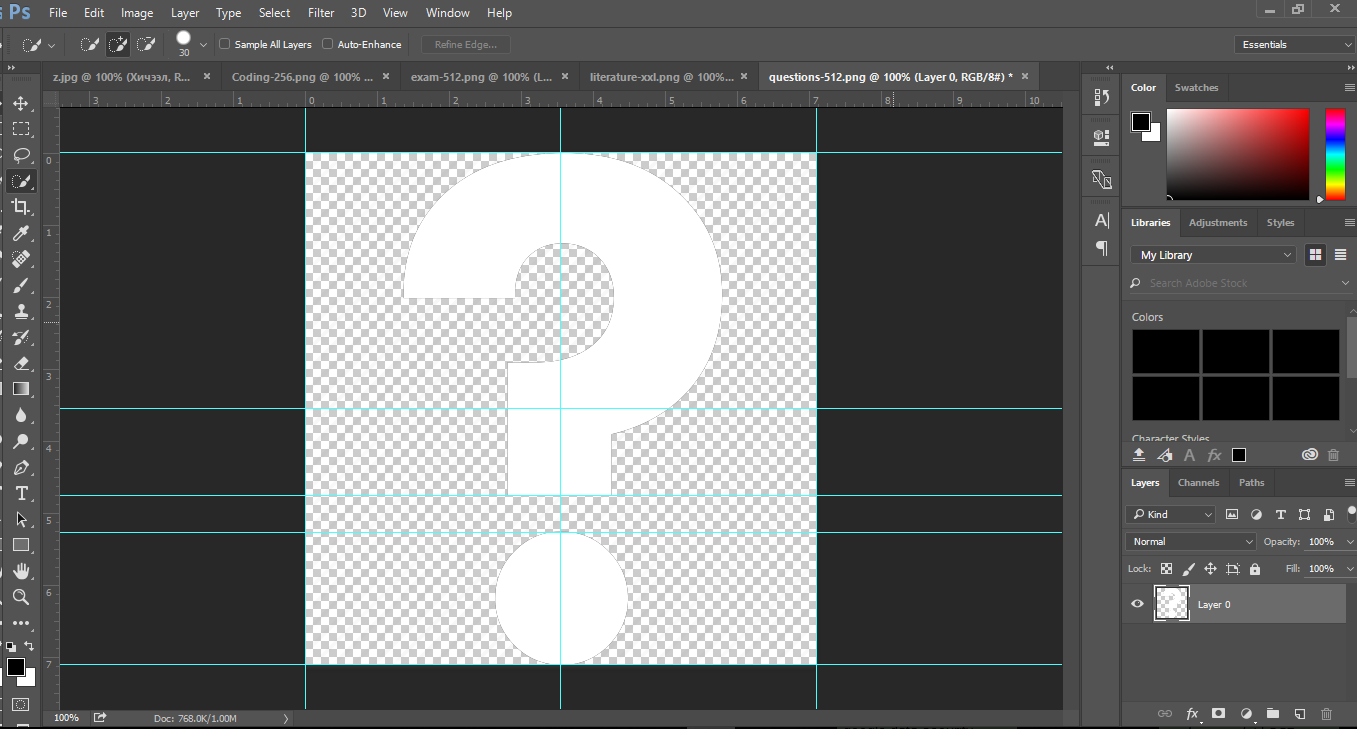 Ps File Edit Image Layer Type Select Filter 3D View Window Help
30 Sample All Layers Auto-Enhance Refine Edge... Essentials
z.jpg @ 100% (Хичээл, R... × Coding-256.png @ 100% ... × exam-512.png @ 100% (L... × literature-xxl.png @ 100%... × questions-512.png @ 100% (Layer 0, RGB/8#) * ×
3 2 1 0 1 2 3 4 5 6 7 8 9 10
0
1
2
3
4
5
6
7
?
100% Doc: 768.0K/1.00M
Color Swatches
Libraries Adjustments Styles
My Library
Search Adobe Stock
Colors
Character Styles
Layers Channels Paths
Kind
Normal Opacity: 100%
Lock: Fill: 100%
Layer 0